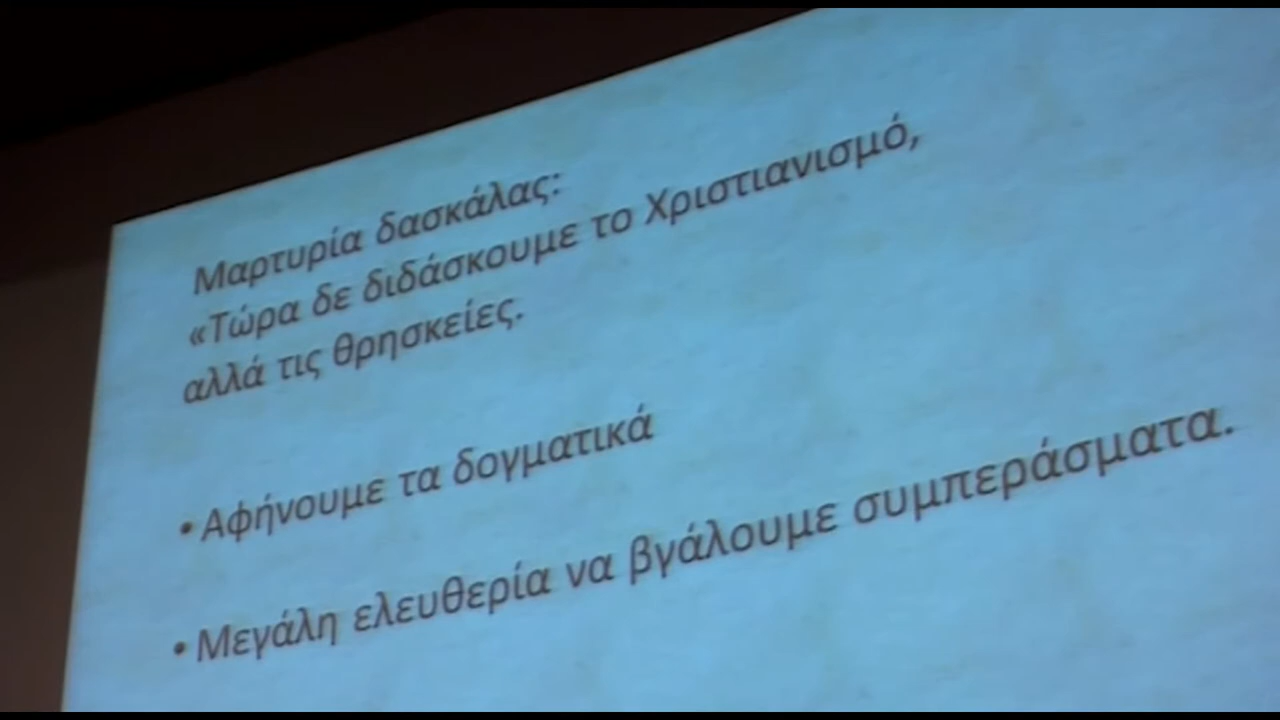 Μαρτυρία δασκάλας:
«Τώρα δε διδάσκουμε το Χριστιανισμό,
αλλά τις θρησκείες.
• Αφήνουμε τα δογματικά
• Μεγάλη ελευθερία να βγάλουμε συμπεράσματα.